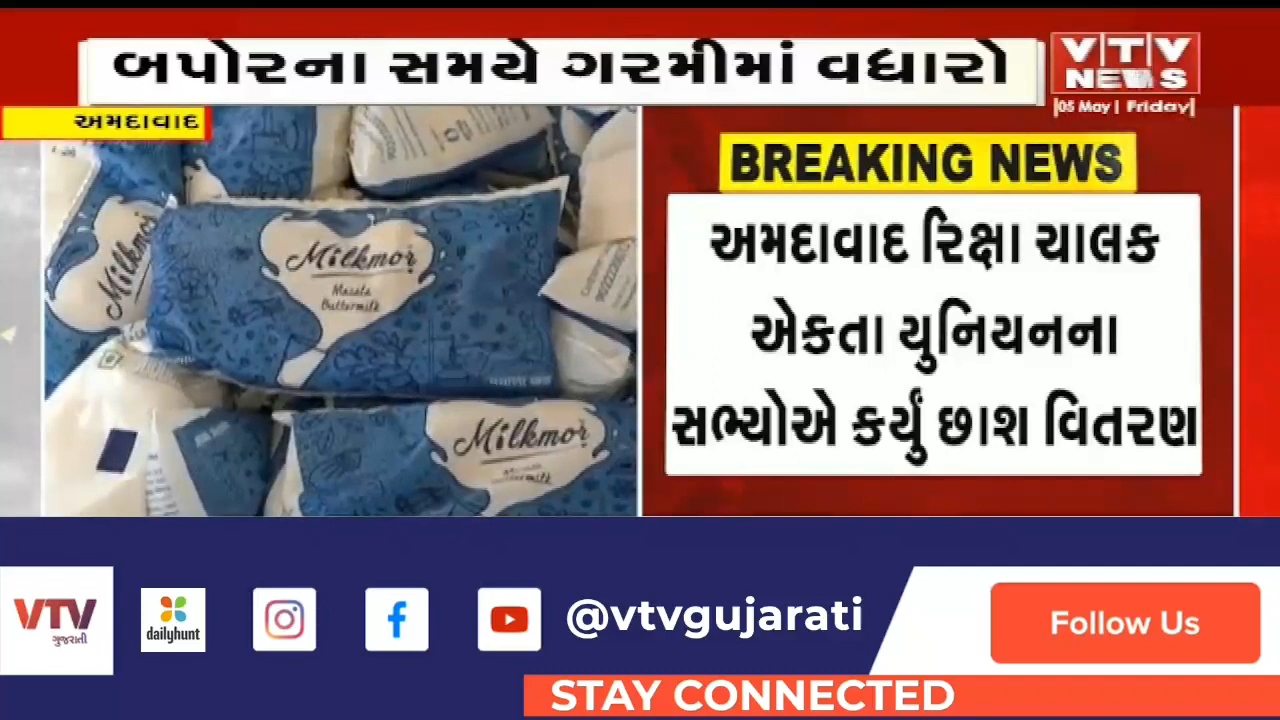 બપોરના સમયે ગરમીમાં વધારો
VTV
NEWS
05 May | Friday
અમદાવાદ
BREAKING NEWS
અમદાવાદ રિક્ષા ચાલક
એકતા યુનિયનના
સભ્યોએ કર્યું છાશ વિતરણ
Milkmor
Milkmor
Masala
Buttermilk
Milkmor
VTV
ગુજરાતી
dailyhunt
@vtvgujarati
Follow Us
STAY CONNECTED